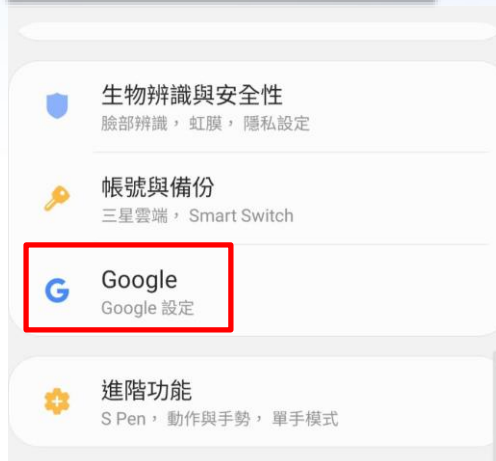 生物辨識與安全性
臉部辨識， 虹膜， 隱私設定
帳號與備份
三星雲端， Smart Switch
Google
Google 設定
進階功能
S Pen， 動作與手勢， 單手模式